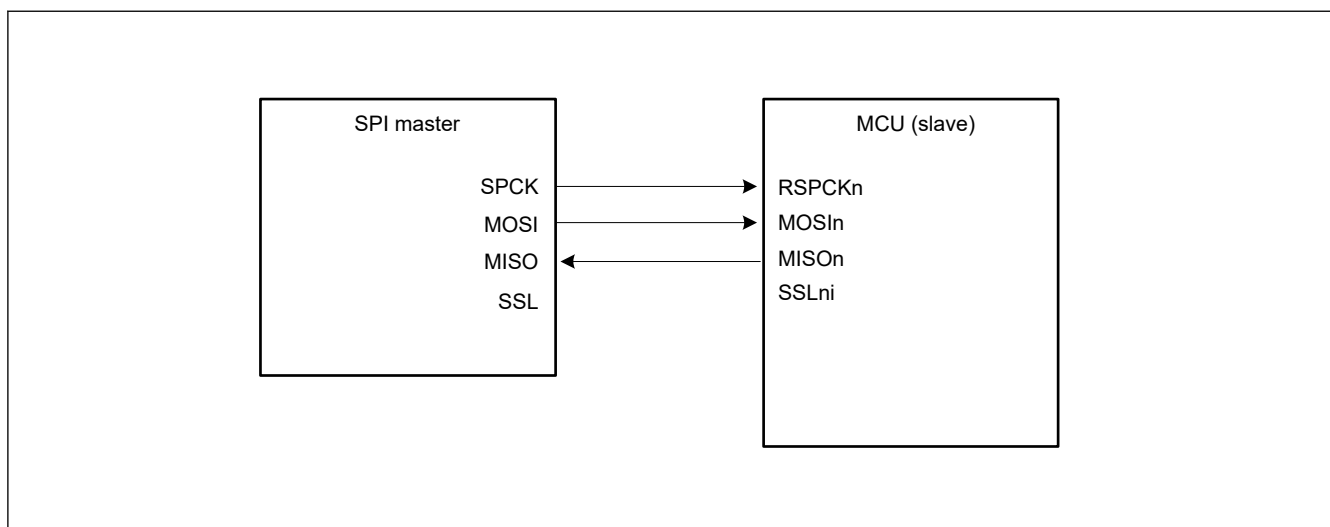 SPI master
SPCK
MOSI
MISO
SSL
MCU (slave)
RSPCKn
MOSIn
MISOn
SSLni